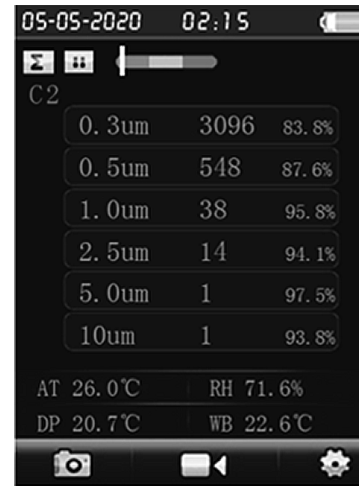 05-05-2020 02:15
Σ
C2
0.3um 3096 83.8%
0.5um 548 87.6%
1.0um 38 95.8%
2.5um 14 94.1%
5.0um 1 97.5%
10um 1 93.8%
AT 26.0℃ RH 71.6%
DP 20.7℃ WB 22.6℃